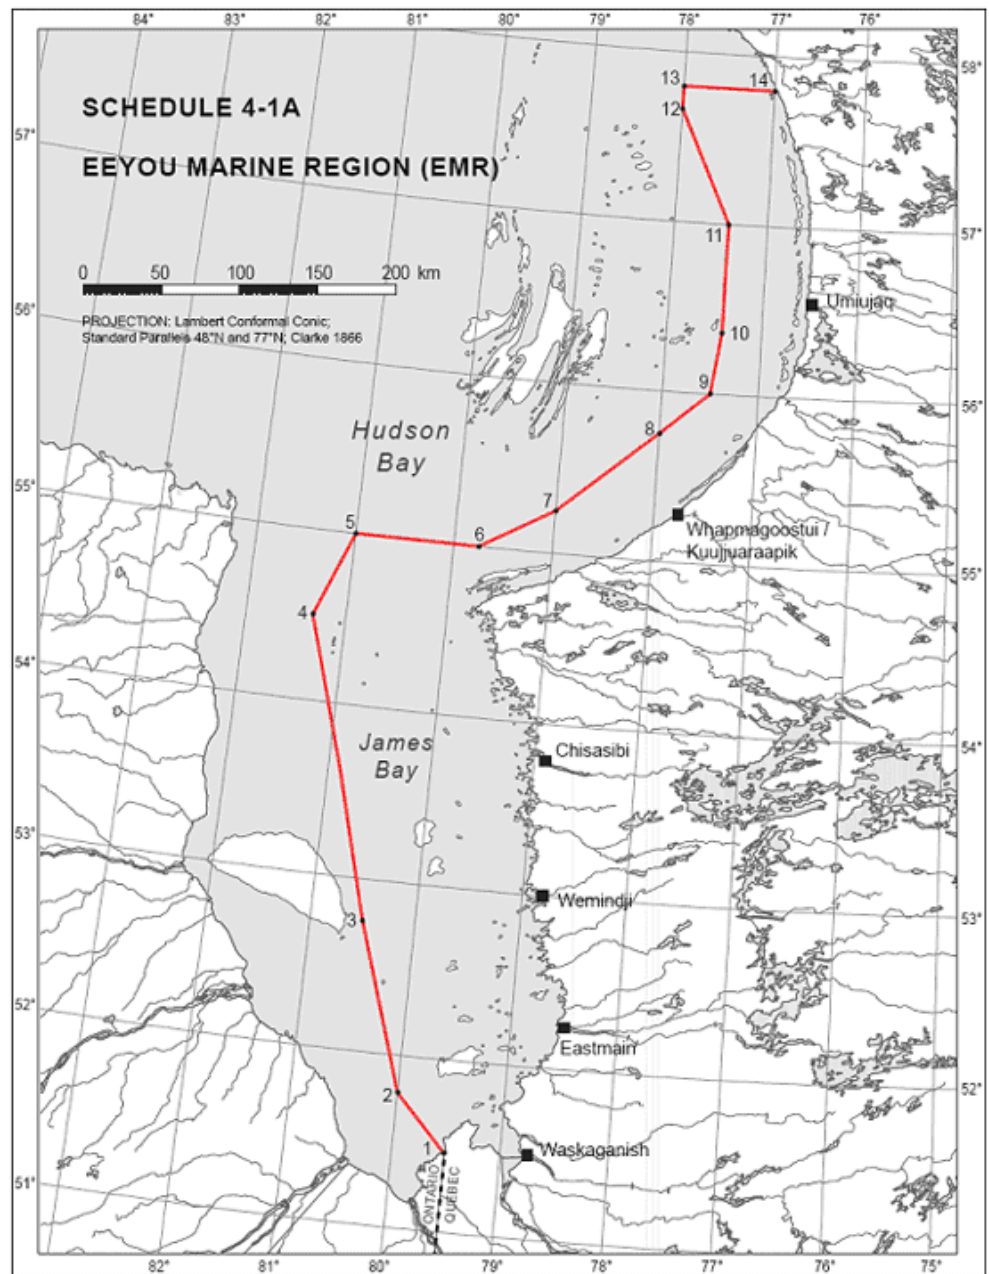 84° 83° 82° 81° 80° 79° 78° 77° 76°
58°
13 14
12
SCHEDULE 4-1A
57°
EEYOU MARINE REGION (EMR)
11
57°
0 50 100 150 200 km
56°
Umiujaq
PROJECTION: Lambert Conformal Conic;
Standard Parallels 48°N and 77°N; Clarke 1866
10
9
56°
Hudson
Bay
8
55°
7
5
6
Whapmagoostui /
Kuujjuaraapik
55°
4
54°
James
Bay
Chisasibi
54°
53°
Wemindji
3
53°
52°
Eastmain
2
52°
1
Waskaganish
51°
ONTARIO
QUÉBEC
82° 81° 80° 79° 78° 77° 76° 75°